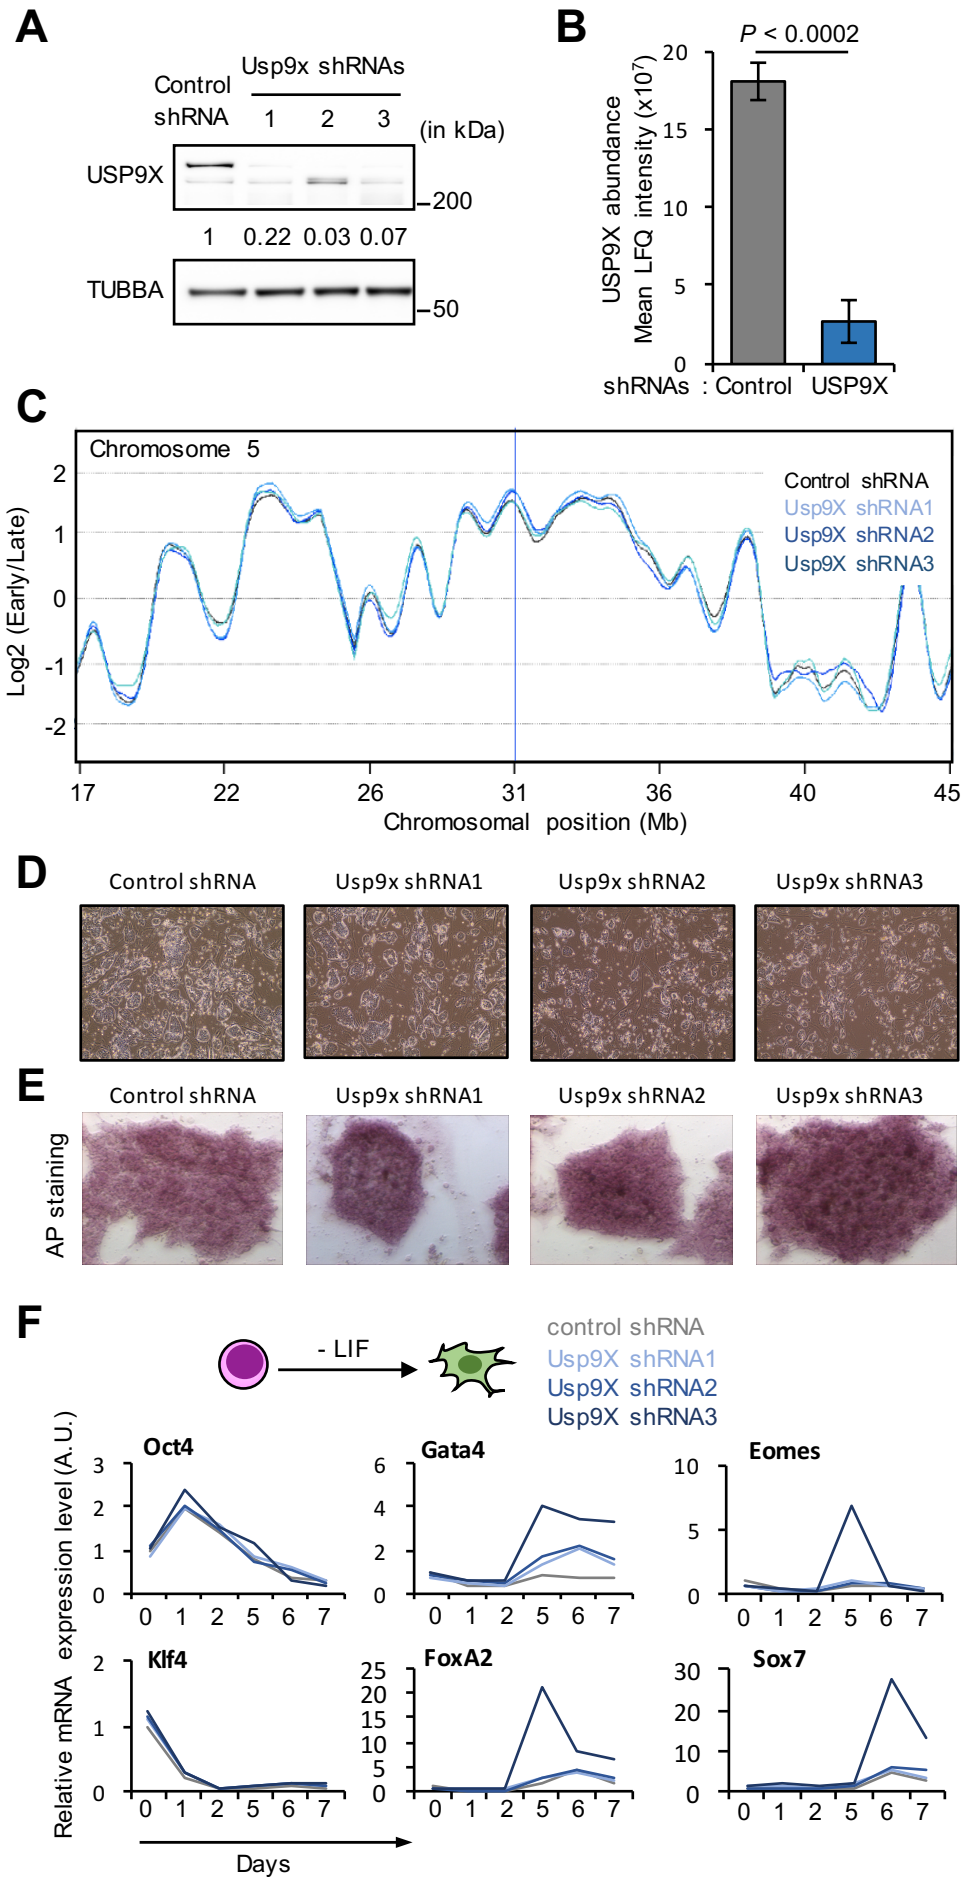 A
Usp9x shRNAs
Control
shRNA 1 2 3 (in kDa)
USP9X
200
1 0.22 0.03 0.07
TUBBA
50
B
P < 0.0002
USP9X abundance
Mean LFQ intensity (x10⁷)
20
15
10
5
0
shRNAs : Control USP9X
C
Chromosome 5
Log2 (Early/Late)
2
1
0
-1
-2
Control shRNA
Usp9X shRNA1
Usp9X shRNA2
Usp9X shRNA3
17 22 26 31 36 40 45
Chromosomal position (Mb)
D
Control shRNA Usp9x shRNA1 Usp9x shRNA2 Usp9x shRNA3
E
Control shRNA Usp9x shRNA1 Usp9x shRNA2 Usp9x shRNA3
AP staining
F
- LIF
control shRNA
Usp9X shRNA1
Usp9X shRNA2
Usp9X shRNA3
Relative mRNA expression level (A.U.)
Oct4
3
2
1
0
0 1 2 5 6 7
Gata4
6
4
2
0
0 1 2 5 6 7
Eomes
10
5
0
0 1 2 5 6 7
Klf4
2
1
0
0 1 2 5 6 7
FoxA2
25
20
15
10
5
0
0 1 2 5 6 7
Sox7
30
20
10
0
0 1 2 5 6 7
Days